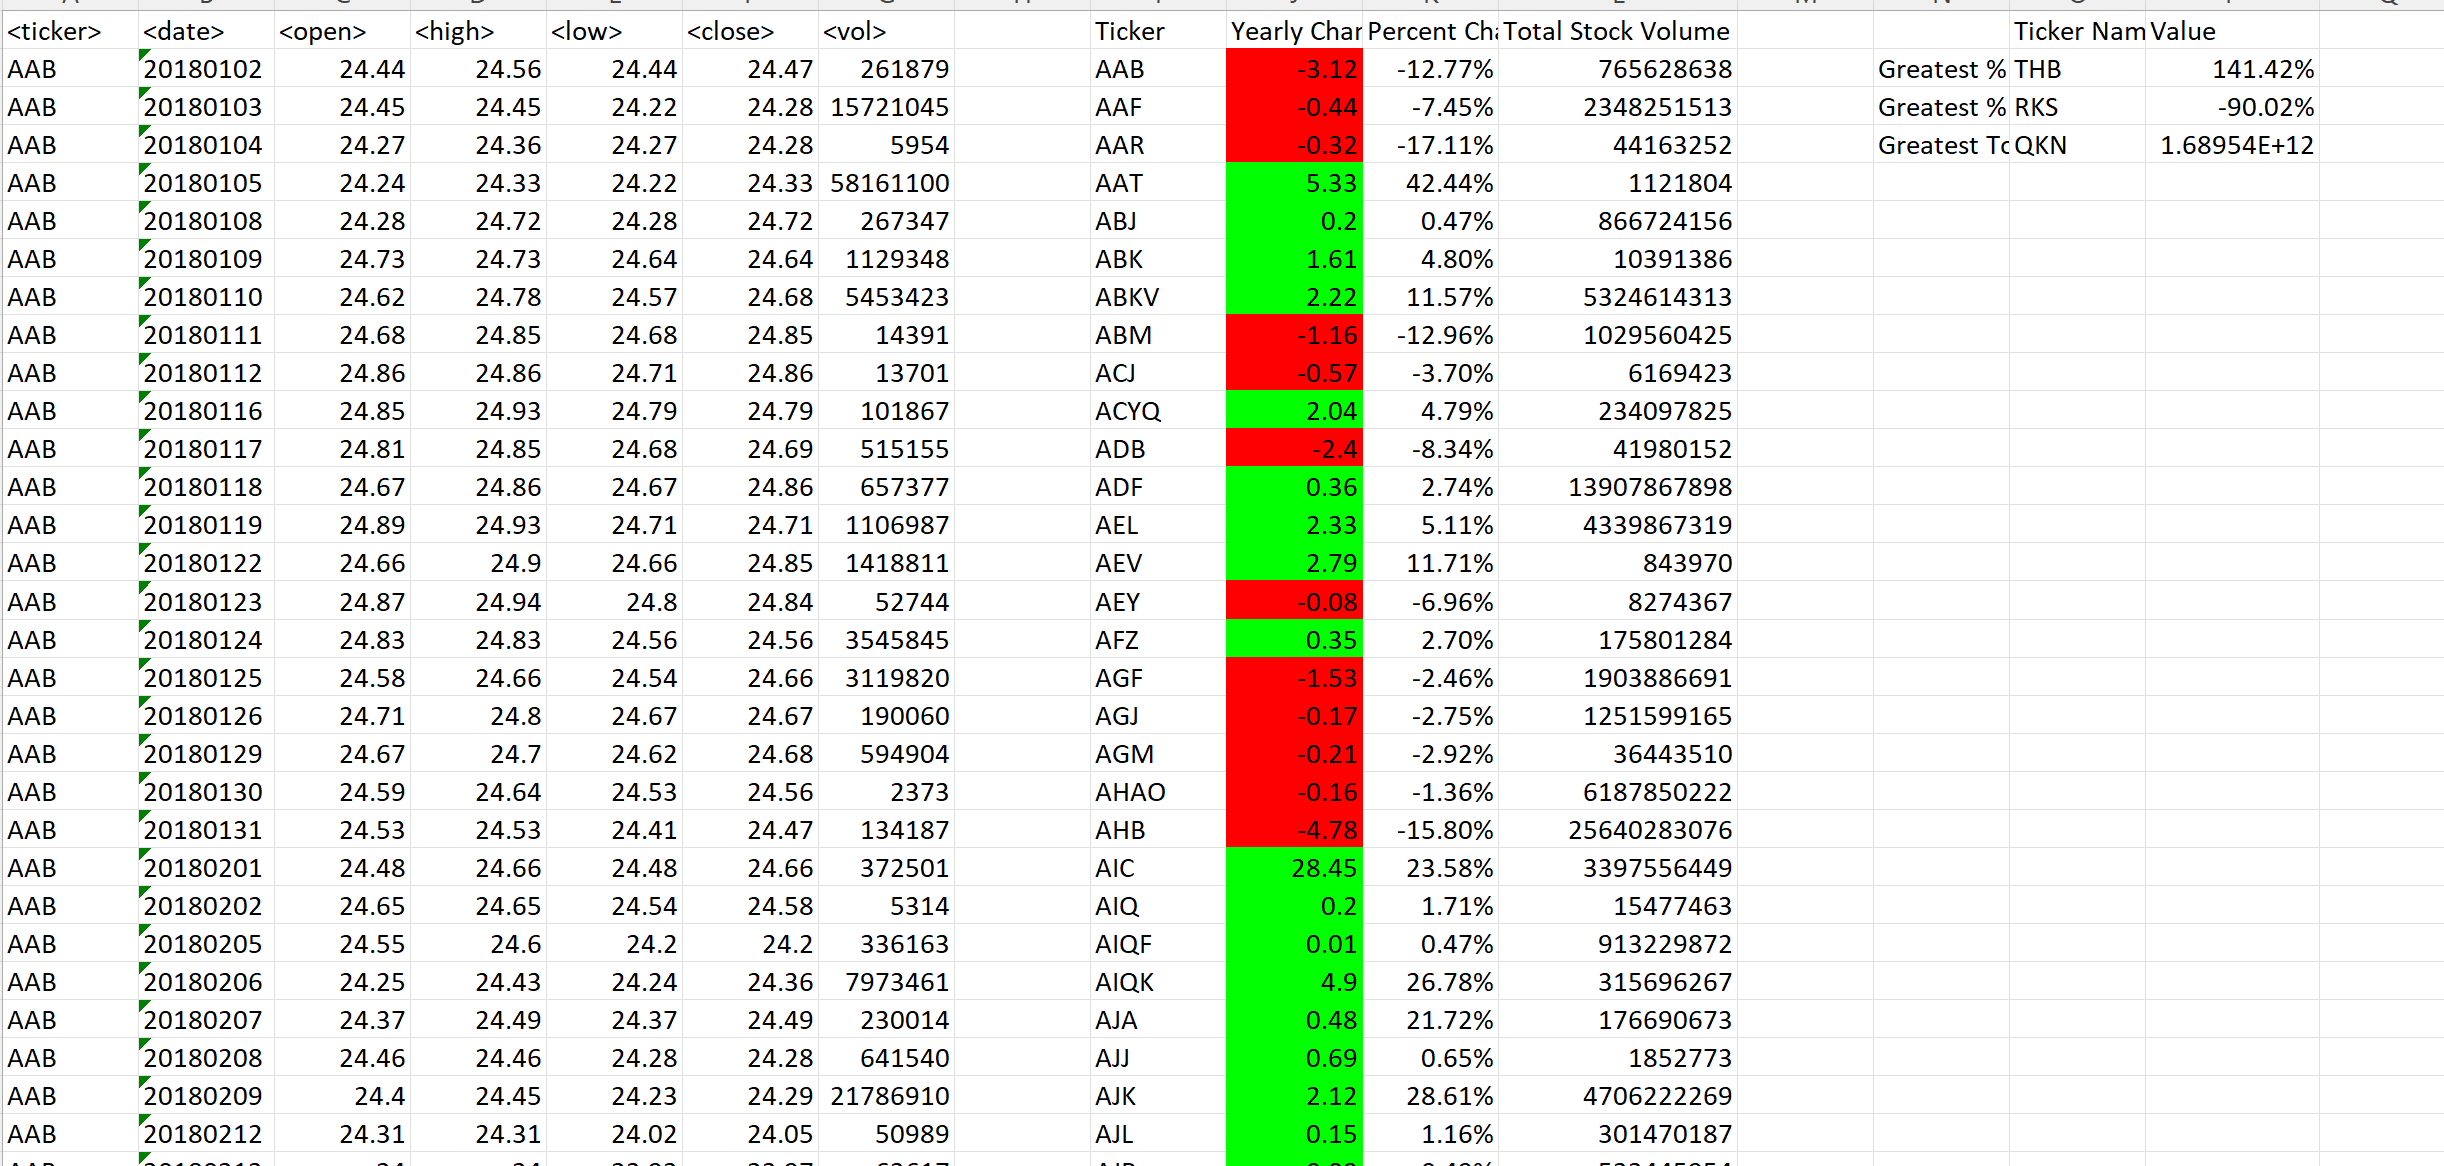 <ticker> <date> <open> <high> <low> <close> <vol> Ticker Yearly Char Percent Cha Total Stock Volume Ticker Nam Value
AAB 20180102 24.44 24.56 24.44 24.47 261879 AAB -3.12 -12.77% 765628638 Greatest % THB 141.42%
AAB 20180103 24.45 24.45 24.22 24.28 15721045 AAF -0.44 -7.45% 2348251513 Greatest % RKS -90.02%
AAB 20180104 24.27 24.36 24.27 24.28 5954 AAR -0.32 -17.11% 44163252 Greatest To QKN 1.68954E+12
AAB 20180105 24.24 24.33 24.22 24.33 58161100 AAT 5.33 42.44% 1121804
AAB 20180108 24.28 24.72 24.28 24.72 267347 ABJ 0.2 0.47% 866724156
AAB 20180109 24.73 24.73 24.64 24.64 1129348 ABK 1.61 4.80% 10391386
AAB 20180110 24.62 24.78 24.57 24.68 5453423 ABKV 2.22 11.57% 5324614313
AAB 20180111 24.68 24.85 24.68 24.85 14391 ABM -1.16 -12.96% 1029560425
AAB 20180112 24.86 24.86 24.71 24.86 13701 ACJ -0.57 -3.70% 6169423
AAB 20180116 24.85 24.93 24.79 24.79 101867 ACYQ 2.04 4.79% 234097825
AAB 20180117 24.81 24.85 24.68 24.69 515155 ADB -2.4 -8.34% 41980152
AAB 20180118 24.67 24.86 24.67 24.86 657377 ADF 0.36 2.74% 13907867898
AAB 20180119 24.89 24.93 24.71 24.71 1106987 AEL 2.33 5.11% 4339867319
AAB 20180122 24.66 24.9 24.66 24.85 1418811 AEV 2.79 11.71% 843970
AAB 20180123 24.87 24.94 24.8 24.84 52744 AEY -0.08 -6.96% 8274367
AAB 20180124 24.83 24.83 24.56 24.56 3545845 AFZ 0.35 2.70% 175801284
AAB 20180125 24.58 24.66 24.54 24.66 3119820 AGF -1.53 -2.46% 1903886691
AAB 20180126 24.71 24.8 24.67 24.67 190060 AGJ -0.17 -2.75% 1251599165
AAB 20180129 24.67 24.7 24.62 24.68 594904 AGM -0.21 -2.92% 36443510
AAB 20180130 24.59 24.64 24.53 24.56 2373 AHAO -0.16 -1.36% 6187850222
AAB 20180131 24.53 24.53 24.41 24.47 134187 AHB -4.78 -15.80% 25640283076
AAB 20180201 24.48 24.66 24.48 24.66 372501 AIC 28.45 23.58% 3397556449
AAB 20180202 24.65 24.65 24.54 24.58 5314 AIQ 0.2 1.71% 15477463
AAB 20180205 24.55 24.6 24.2 24.2 336163 AIQF 0.01 0.47% 913229872
AAB 20180206 24.25 24.43 24.24 24.36 7973461 AIQK 4.9 26.78% 315696267
AAB 20180207 24.37 24.49 24.37 24.49 230014 AJA 0.48 21.72% 176690673
AAB 20180208 24.46 24.46 24.28 24.28 641540 AJJ 0.69 0.65% 1852773
AAB 20180209 24.4 24.45 24.23 24.29 21786910 AJK 2.12 28.61% 4706222269
AAB 20180212 24.31 24.31 24.02 24.05 50989 AJL 0.15 1.16% 301470187